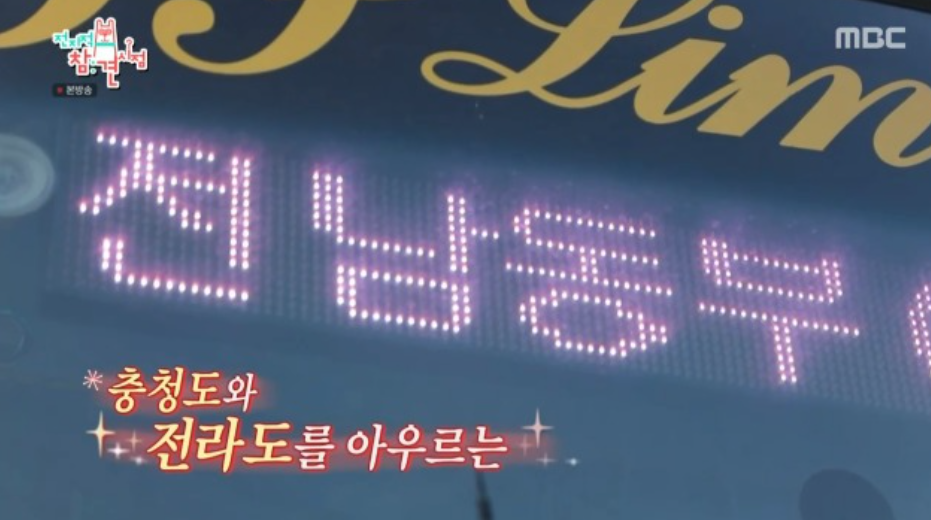 전지적
참견시점
본방송
MBC
Lim
전남동부
*충청도와
전라도를 아우르는